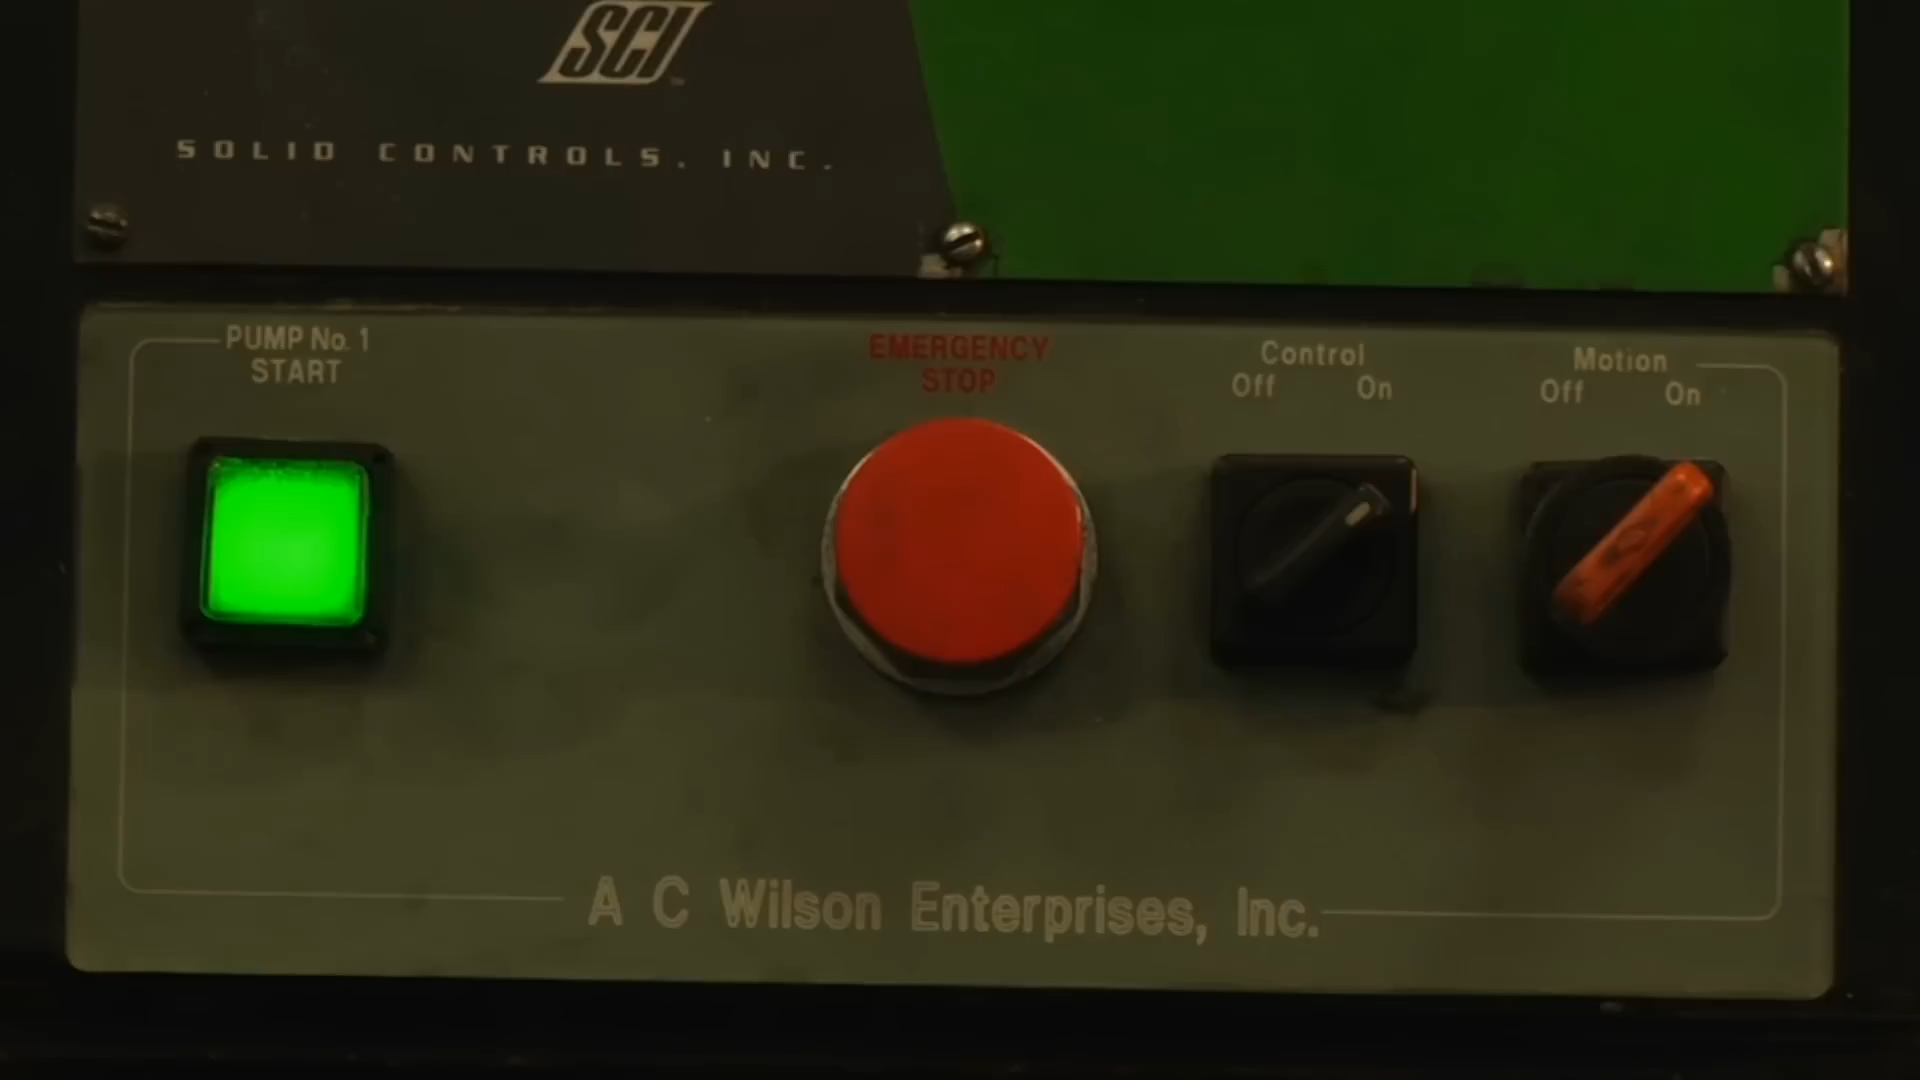 SCI
SOLID CONTROLS, INC.
PUMP No. 1
START
EMERGENCY
STOP
Control
Off On
Motion
Off On
A C Wilson Enterprises, Inc.